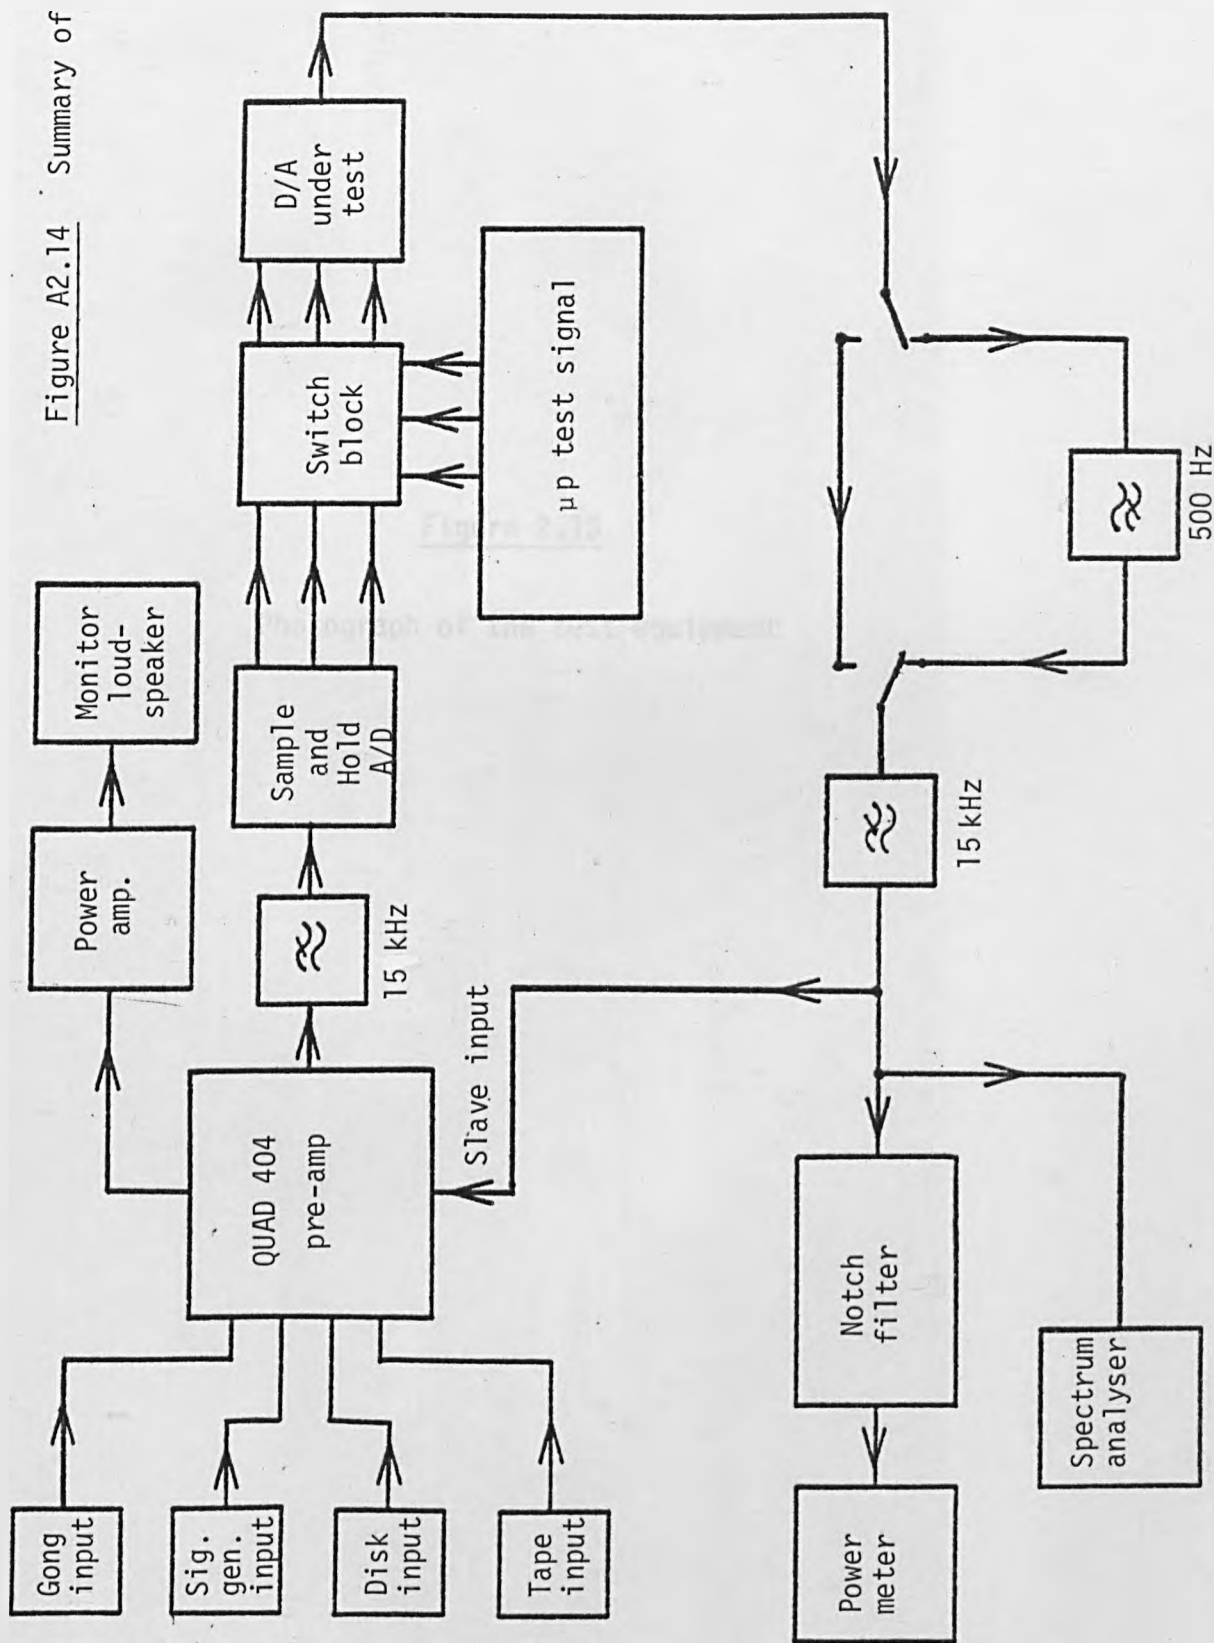 Figure A2.14 Summary of
Gong
input
Sig.
gen.
input
Disk
input
Tape
input
QUAD 404
pre-amp
Power
amp.
Monitor
loud-
speaker
15 kHz
Sample
and
Hold
A/D
Switch
block
D/A
under
test
μp test signal
Slave input
Figure 2.15
Photograph of the test equipment
Power
meter
Notch
filter
Spectrum
analyser
15 kHz
500 Hz